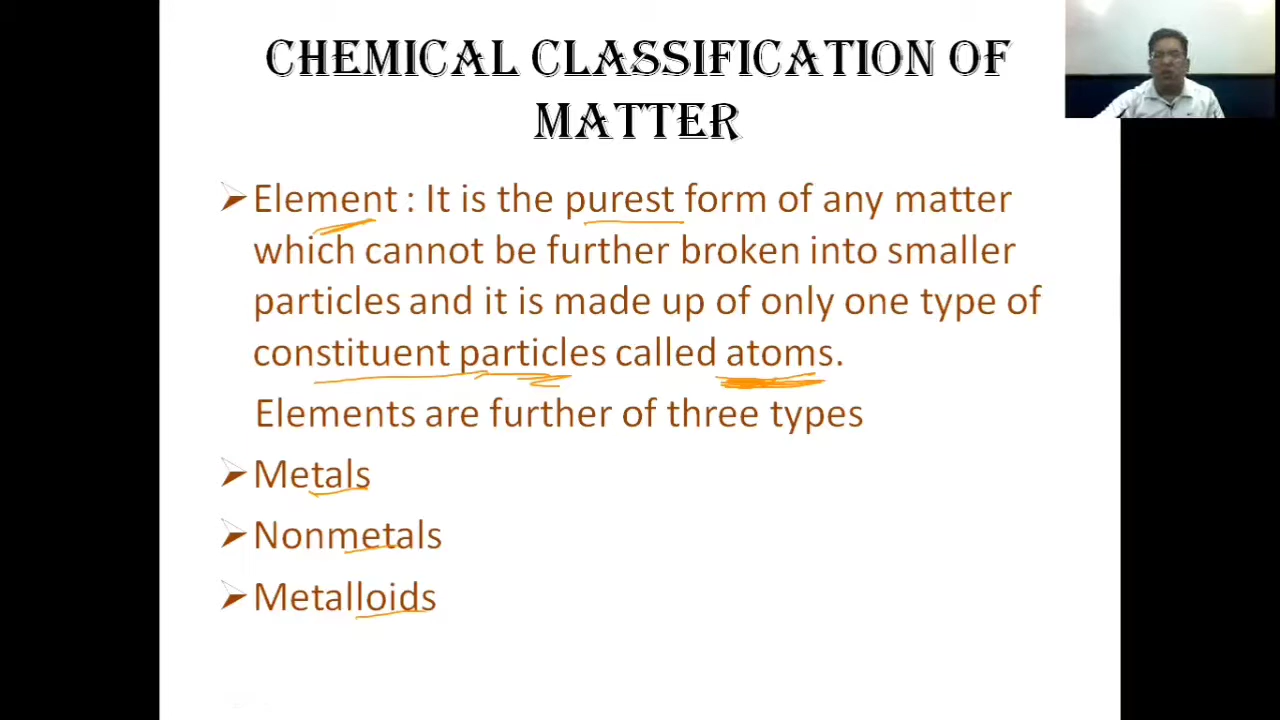 CHEMICAL CLASSIFICATION OF
MATTER
Element : It is the purest form of any matter
which cannot be further broken into smaller
particles and it is made up of only one type of
constituent particles called atoms.
Elements are further of three types
Metals
Nonmetals
Metalloids